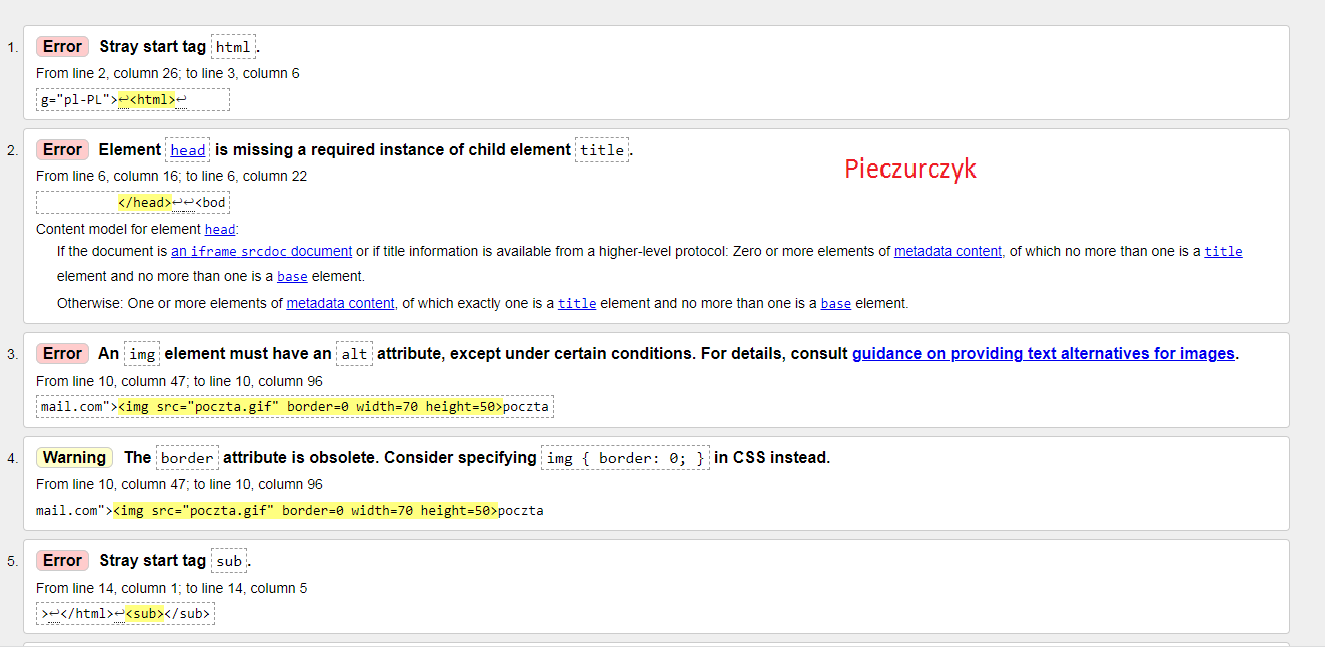 1. Error Stray start tag html.
From line 2, column 26; to line 3, column 6
g="pl-PL">↩<html>↩
2. Error Element head is missing a required instance of child element title.
Pieczurczyk
From line 6, column 16; to line 6, column 22
</head>↩↩<bod
Content model for element head:
If the document is an iframe srcdoc document or if title information is available from a higher-level protocol: Zero or more elements of metadata content, of which no more than one is a title
element and no more than one is a base element.
Otherwise: One or more elements of metadata content, of which exactly one is a title element and no more than one is a base element.
3. Error An img element must have an alt attribute, except under certain conditions. For details, consult guidance on providing text alternatives for images.
From line 10, column 47; to line 10, column 96
mail.com"><img src="poczta.gif" border=0 width=70 height=50>poczta
4. Warning The border attribute is obsolete. Consider specifying img { border: 0; } in CSS instead.
From line 10, column 47; to line 10, column 96
mail.com"><img src="poczta.gif" border=0 width=70 height=50>poczta
5. Error Stray start tag sub.
From line 14, column 1; to line 14, column 5
>↩</html>↩<sub></sub>